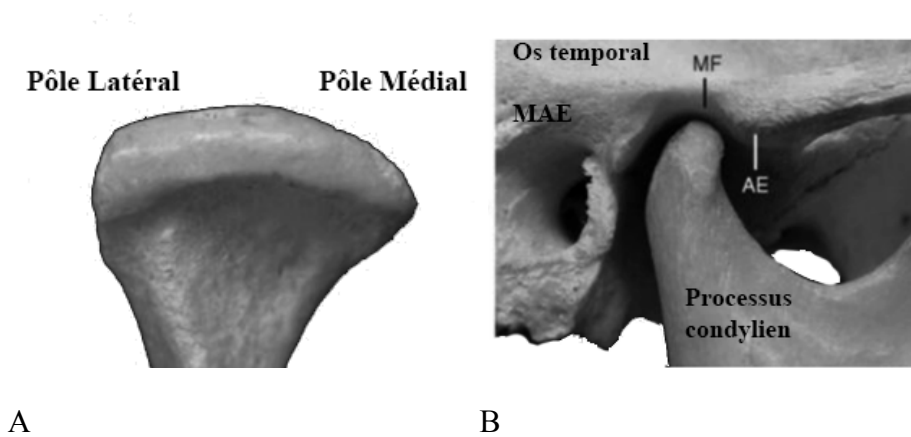 Pôle Latéral
Pôle Médial
Os temporal
MF
MAE
AE
Processus
condylien
A
B